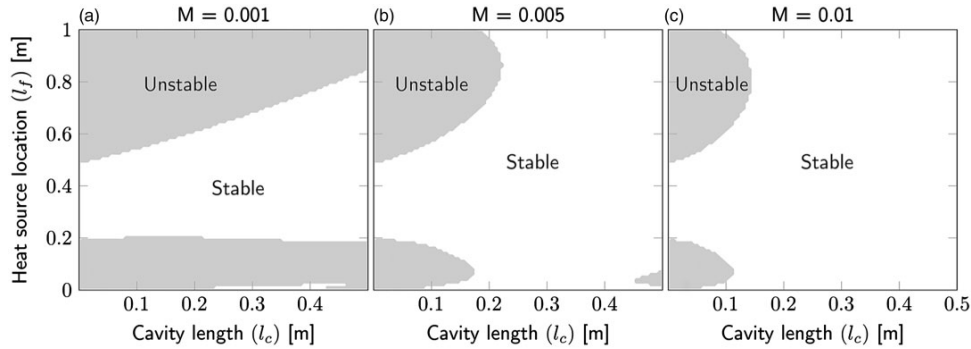 (a) M = 0.001
(b) M = 0.005
(c) M = 0.01
Heat source location (l_f) [m]
1
0.8
0.6
0.4
0.2
0
Unstable
Stable
Unstable
Stable
Unstable
Stable
0.1 0.2 0.3 0.4
0.1 0.2 0.3 0.4
0.1 0.2 0.3 0.4 0.5
Cavity length (l_c) [m]
Cavity length (l_c) [m]
Cavity length (l_c) [m]